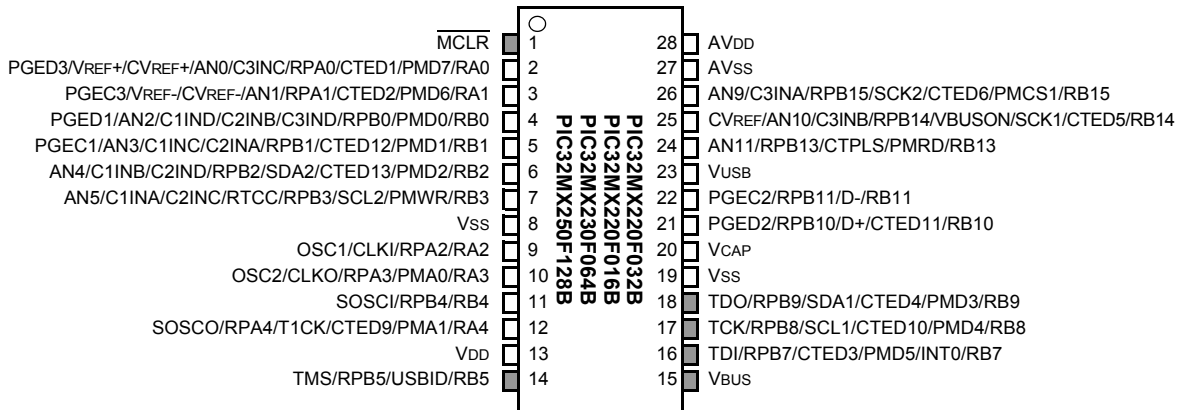 MCLR 1 28 AVDD
PGED3/VREF+/CVREF+/AN0/C3INC/RPA0/CTED1/PMD7/RA0 2 27 AVSS
PGEC3/VREF-/CVREF-/AN1/RPA1/CTED2/PMD6/RA1 3 26 AN9/C3INA/RPB15/SCK2/CTED6/PMCS1/RB15
PGED1/AN2/C1IND/C2INB/C3IND/RPB0/PMD0/RB0 4 25 CVREF/AN10/C3INB/RPB14/VBUSON/SCK1/CTED5/RB14
PGEC1/AN3/C1INC/C2INA/RPB1/CTED12/PMD1/RB1 5 24 AN11/RPB13/CTPLS/PMRD/RB13
AN4/C1INB/C2IND/RPB2/SDA2/CTED13/PMD2/RB2 6 23 VUSB
AN5/C1INA/C2INC/RTCC/RPB3/SCL2/PMWR/RB3 7 22 PGEC2/RPB11/D-/RB11
VSS 8 21 PGED2/RPB10/D+/CTED11/RB10
OSC1/CLKI/RPA2/RA2 9 20 VCAP
OSC2/CLKO/RPA3/PMA0/RA3 10 19 VSS
SOSCI/RPB4/RB4 11 18 TDO/RPB9/SDA1/CTED4/PMD3/RB9
SOSCO/RPA4/T1CK/CTED9/PMA1/RA4 12 17 TCK/RPB8/SCL1/CTED10/PMD4/RB8
VDD 13 16 TDI/RPB7/CTED3/PMD5/INT0/RB7
TMS/RPB5/USBID/RB5 14 15 VBUS
PIC32MX220F032B
PIC32MX220F016B
PIC32MX230F064B
PIC32MX250F128B